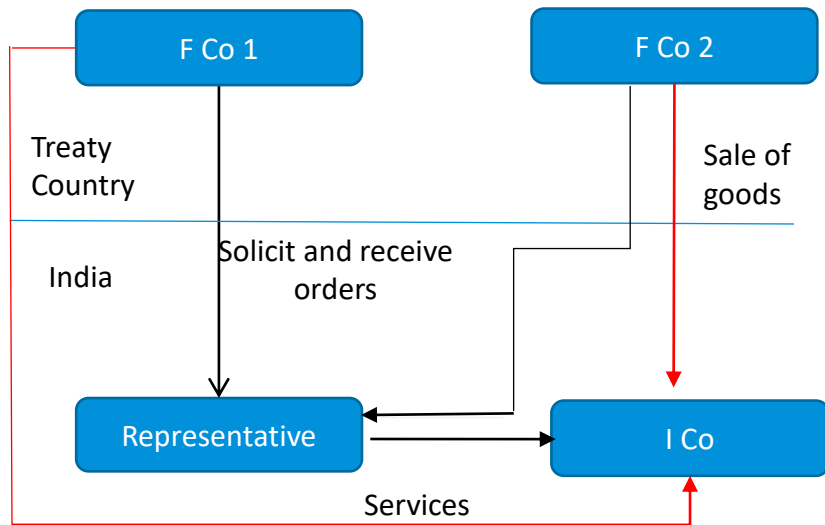 F Co 1
F Co 2
Treaty
Country
Sale of
goods
India
Solicit and receive
orders
Representative
I Co
Services